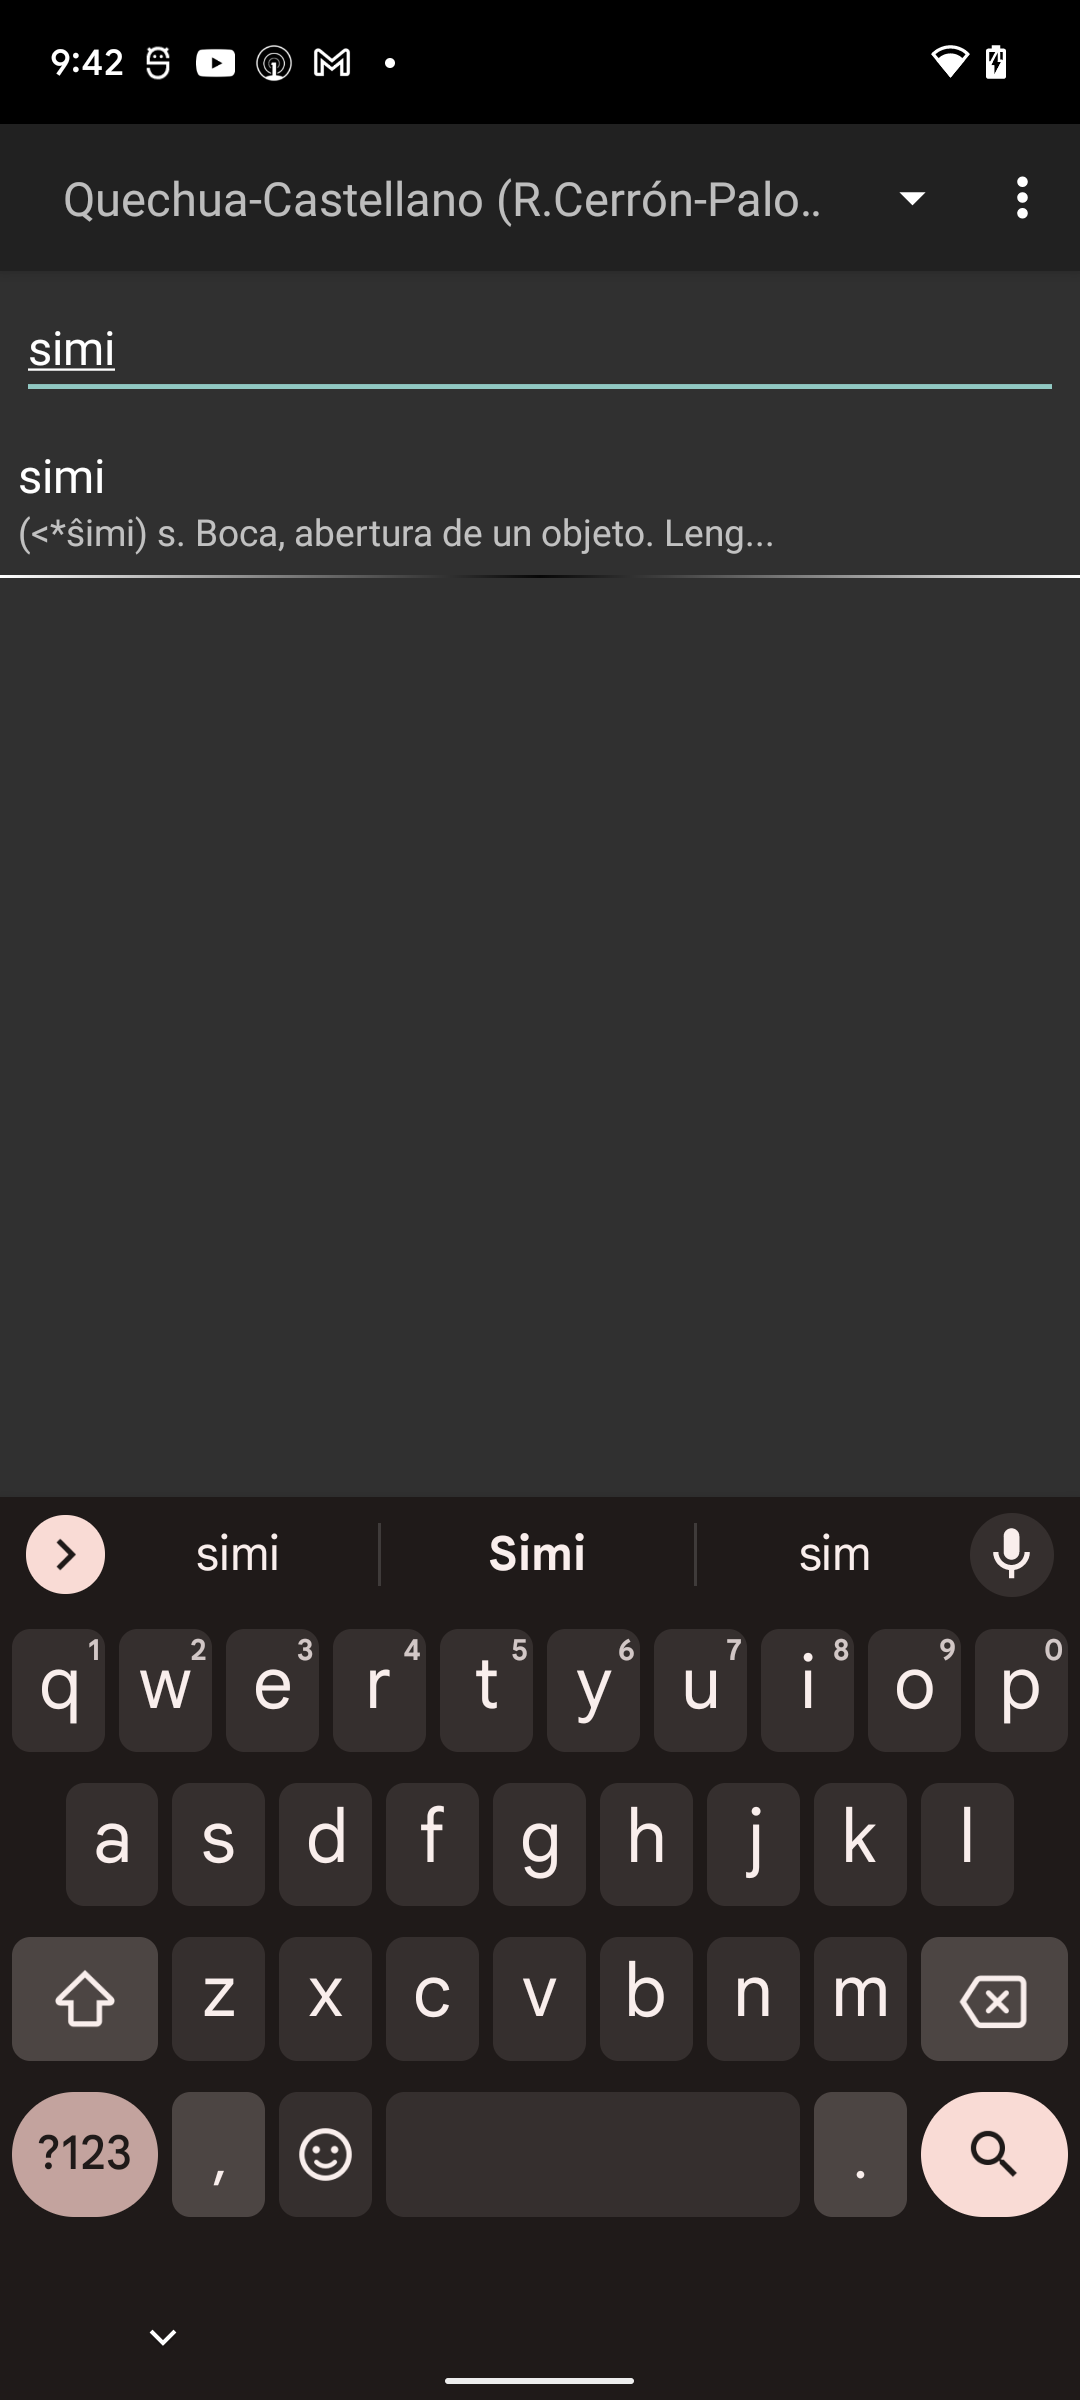 9:42
Quechua-Castellano (R.Cerrón-Palo..
simi
simi
(<*ŝimi) s. Boca, abertura de un objeto. Leng...
simi Simi sim
1 2 3 4 5 6 7 8 9 0
q w e r t y u i o p
a s d f g h j k l
z x c v b n m
?123 , .